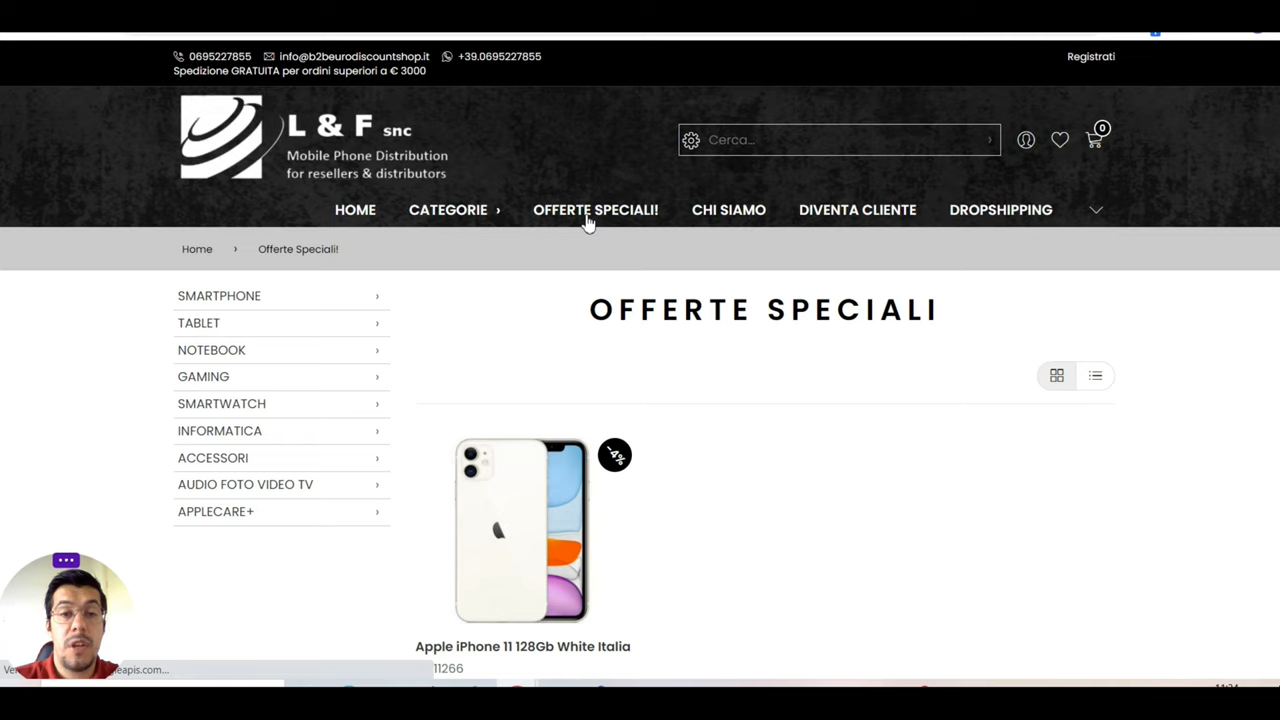 0695227855 info@b2beurodiscountshop.it +39.0695227855 Registrati
Spedizione GRATUITA per ordini superiori a € 3000
L & F snc
Mobile Phone Distribution
for resellers & distributors
Cerca...
0
HOME CATEGORIE › OFFERTE SPECIALI! CHI SIAMO DIVENTA CLIENTE DROPSHIPPING
Home › Offerte Speciali!
SMARTPHONE ›
TABLET ›
NOTEBOOK ›
GAMING ›
SMARTWATCH ›
INFORMATICA ›
ACCESSORI ›
AUDIO FOTO VIDEO TV ›
APPLECARE+ ›
OFFERTE SPECIALI
-4%
Apple iPhone 11 128Gb White Italia
11266